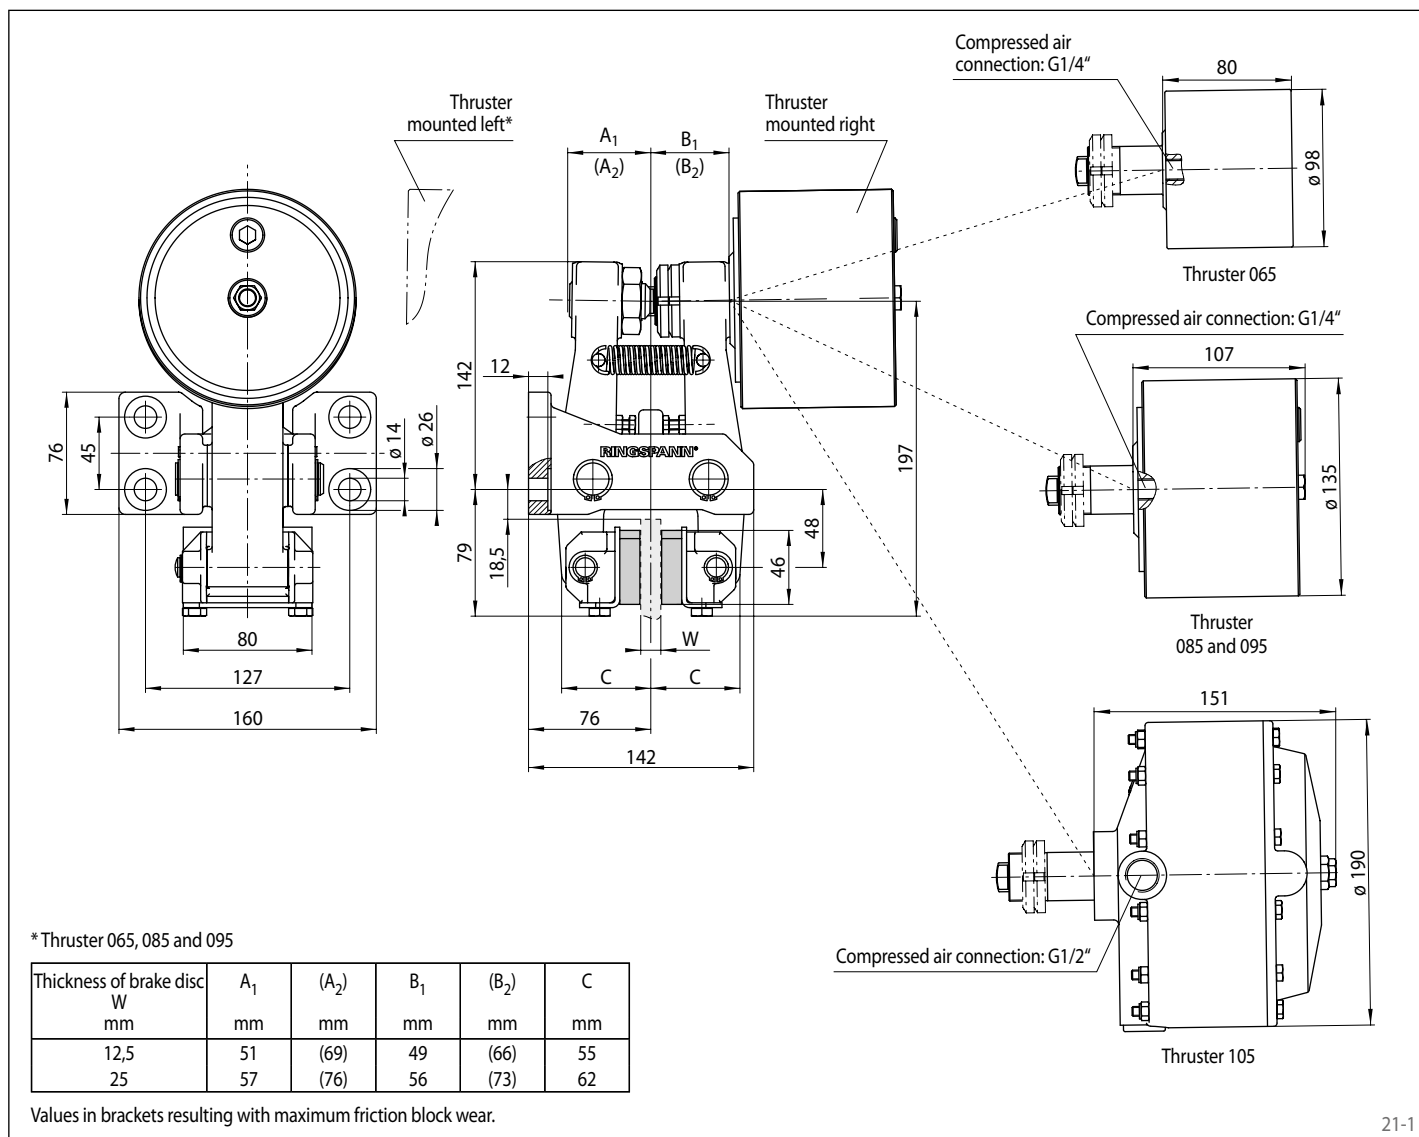 Compressed air
connection: G1/4“
80
ø 98
Thruster 065
Thruster
mounted left*
Thruster
mounted right
A1
(A2)
B1
(B2)
Compressed air connection: G1/4“
107
ø 135
Thruster
085 and 095
12
142
76
45
ø 14
ø 26
RINGSPANN®
197
79
18,5
48
46
W
80
127
160
C
C
76
142
151
ø 190
Compressed air connection: G1/2“
Thruster 105
* Thruster 065, 085 and 095
Thickness of brake disc A1 (A2) B1 (B2) C
W
mm mm mm mm mm mm
12,5 51 (69) 49 (66) 55
25 57 (76) 56 (73) 62
Values in brackets resulting with maximum friction block wear.
21-1